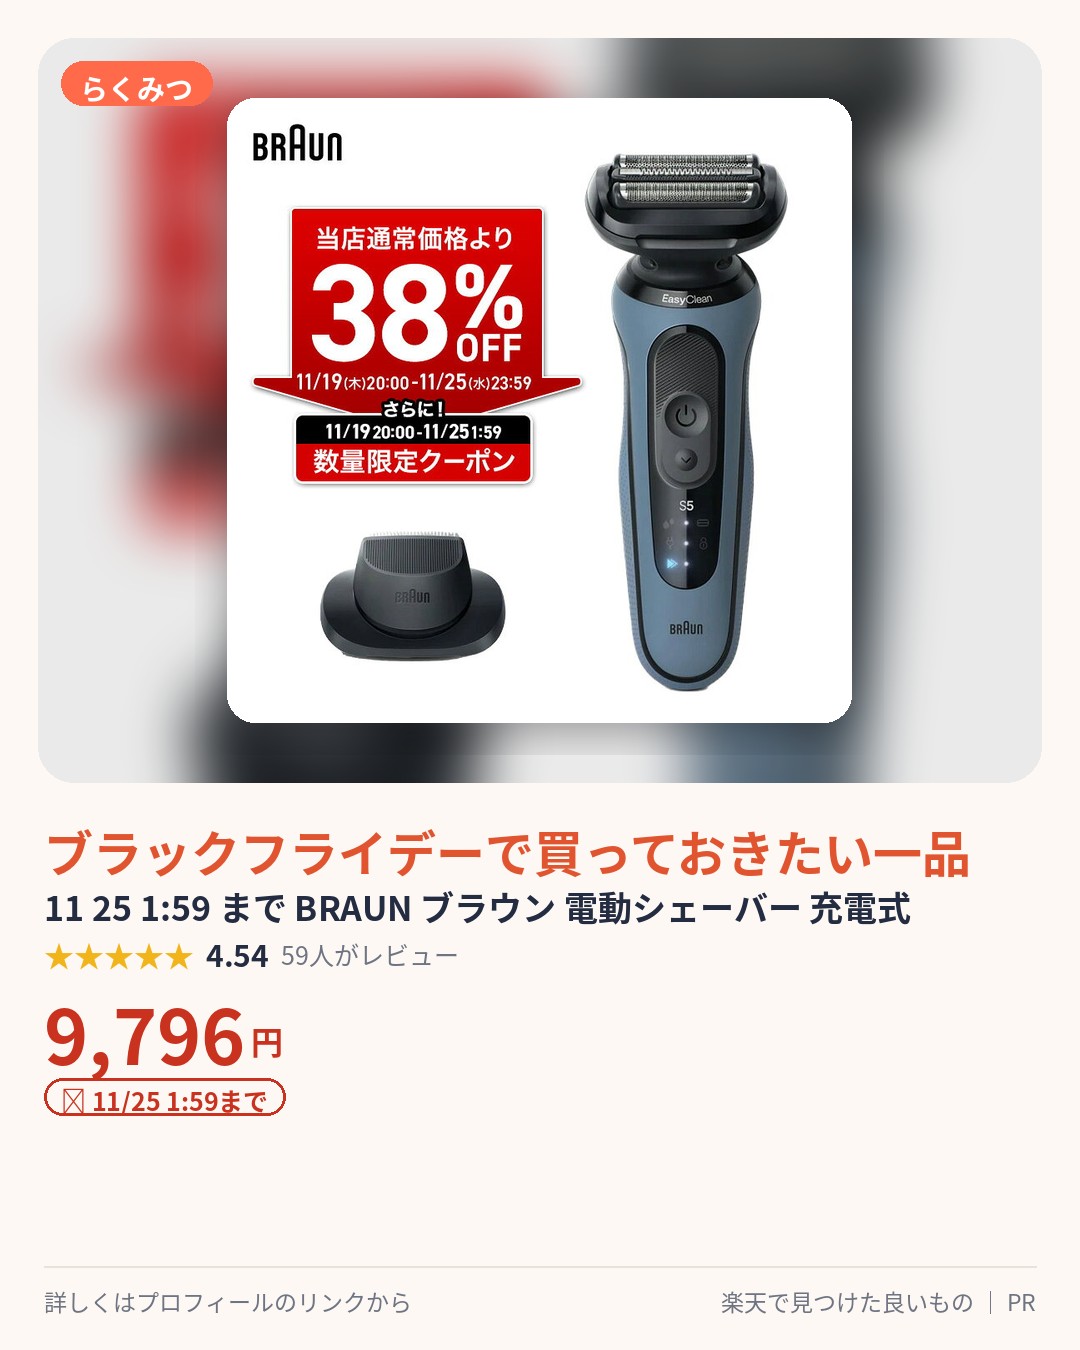 らくみつ
BRAUN
当店通常価格より
38%
OFF
11/19(木)20:00-11/25(水)23:59
さらに!
11/19 20:00-11/25 1:59
数量限定クーポン
EasyClean
S5
BRAUN
BRAUN
ブラックフライデーで買っておきたい一品
11 25 1:59 まで BRAUN ブラウン 電動シェーバー 充電式
★★★★★ 4.54 59人がレビュー
9,796円
11/25 1:59まで
詳しくはプロフィールのリンクから
楽天で見つけた良いもの | PR